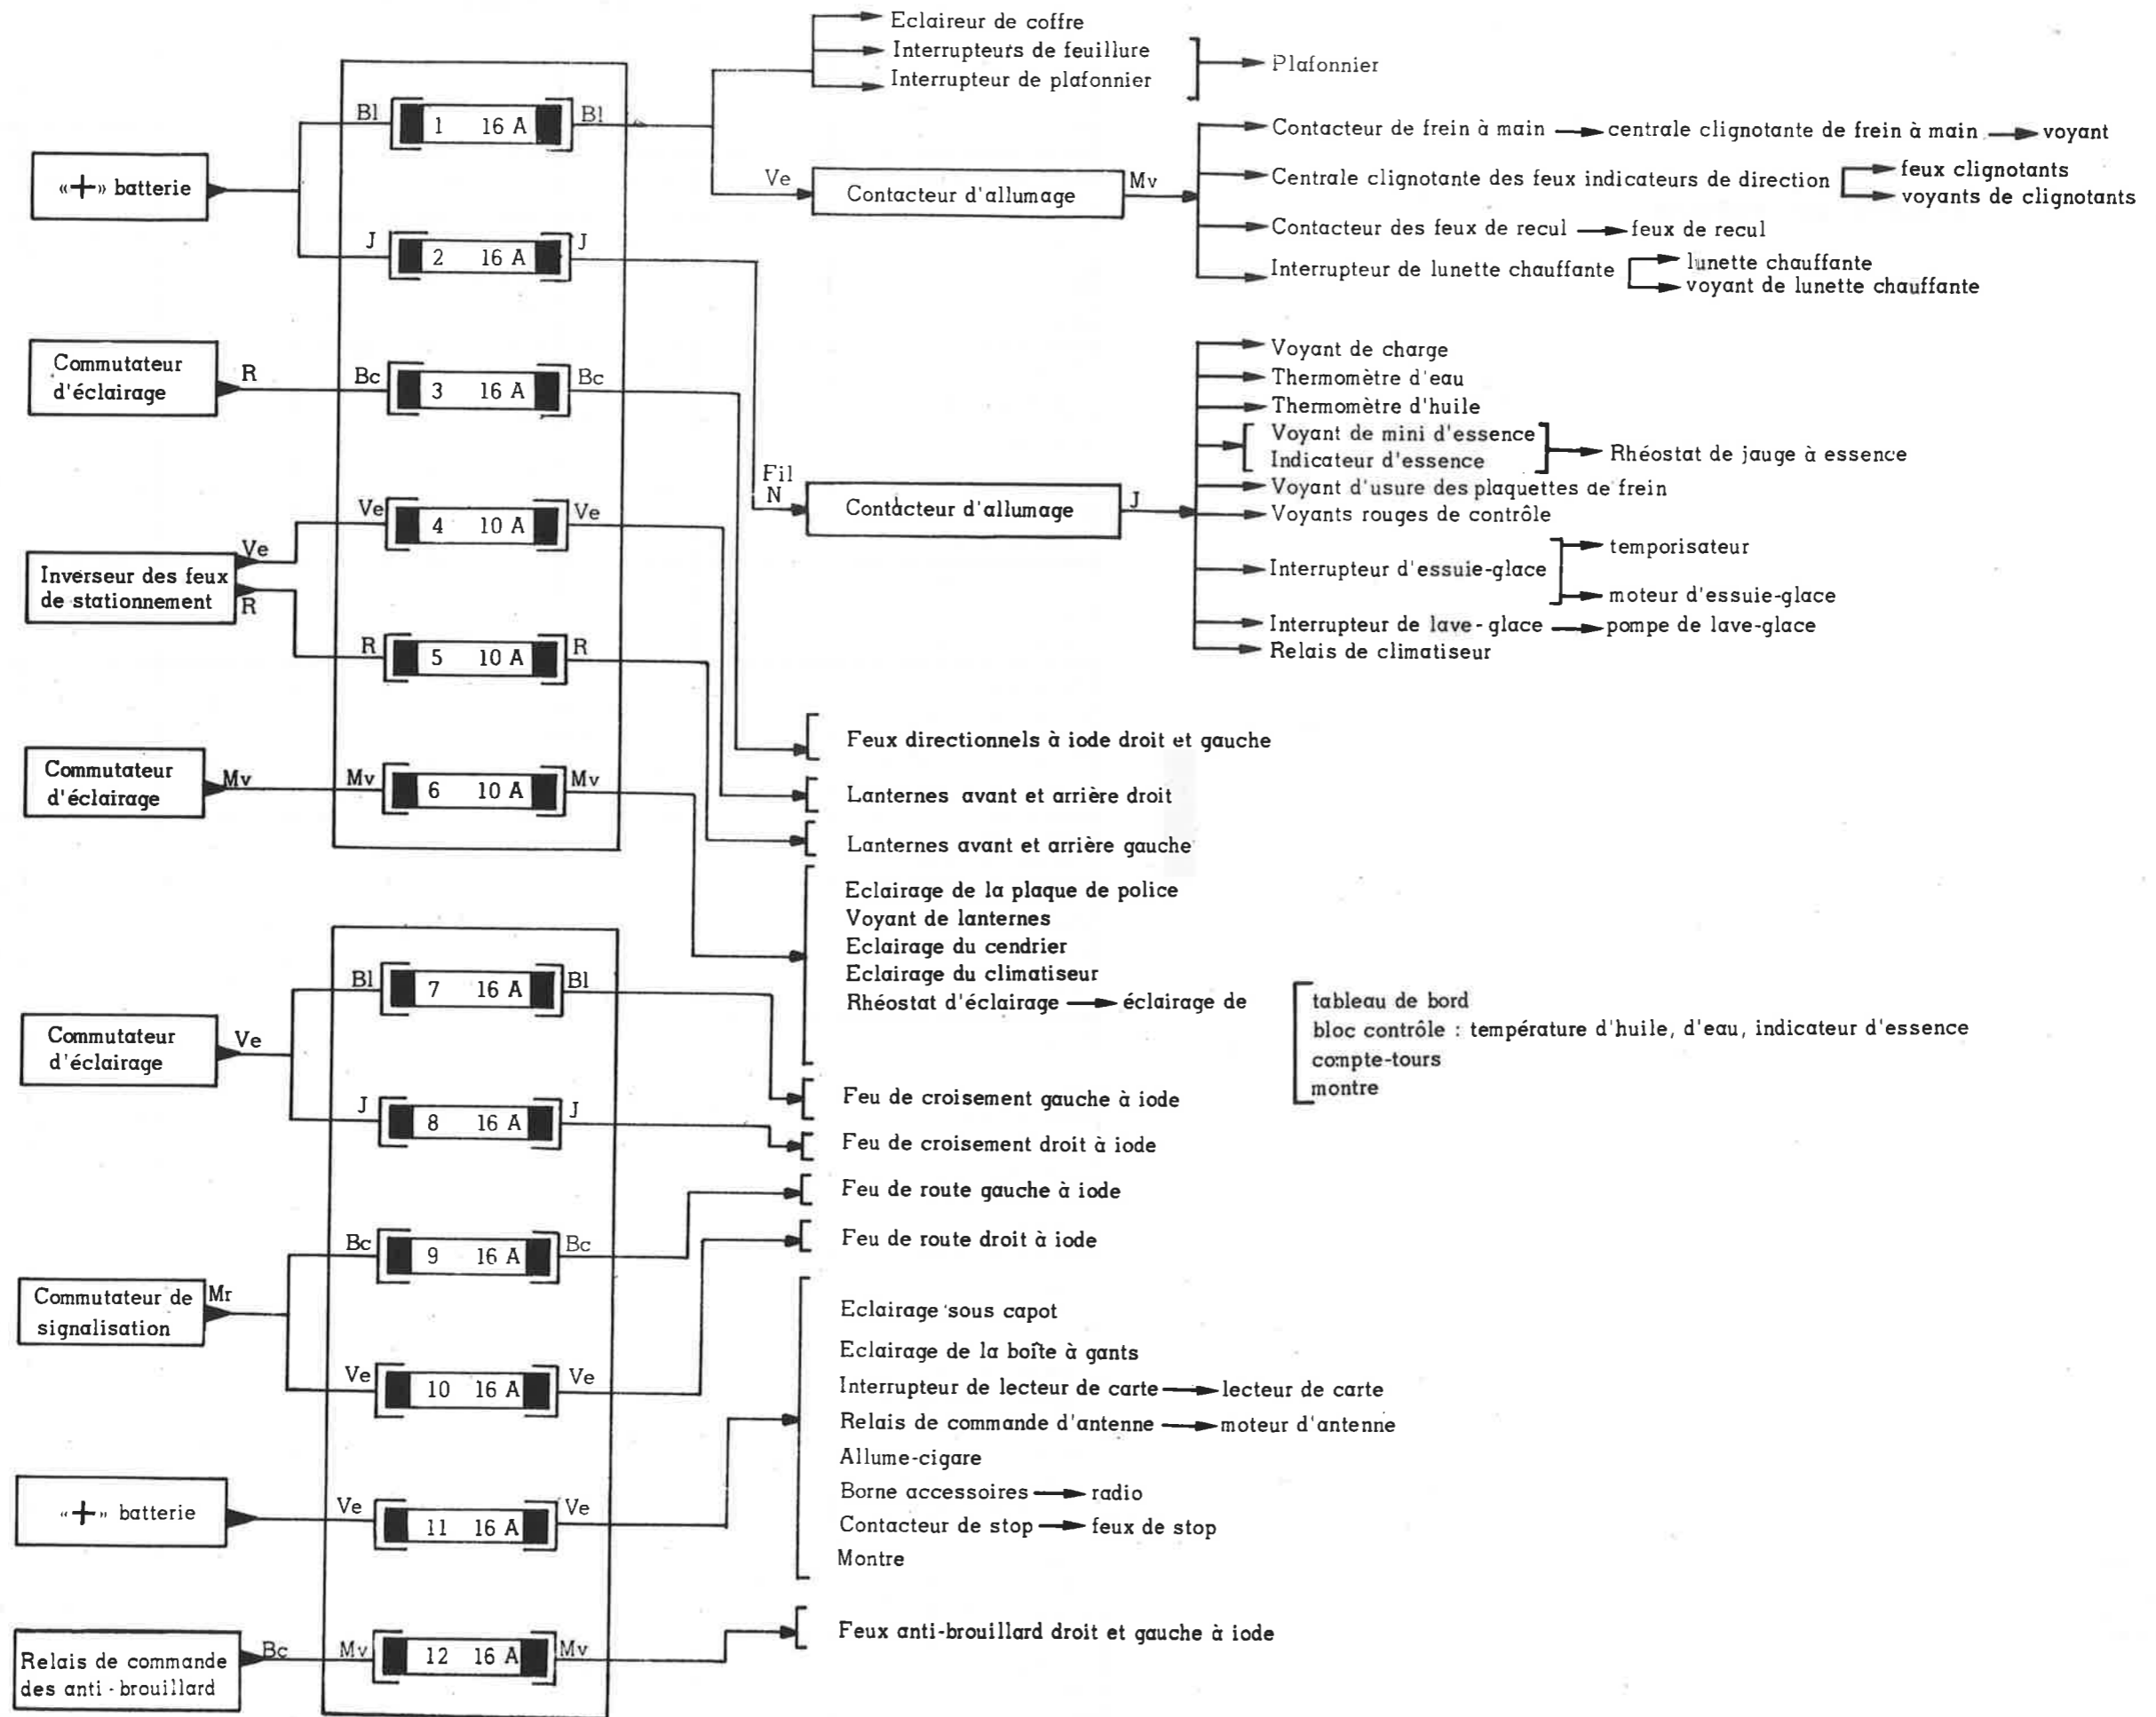 Eclaireur de coffre
Interrupteurs de feuillure
Interrupteur de plafonnier
Plafonnier
«+» batterie
Bl
1 16 A
Bl
Ve
Contacteur d'allumage
Mv
Contacteur de frein à main
centrale clignotante de frein à main
voyant
Centrale clignotante des feux indicateurs de direction
feux clignotants
voyants de clignotants
Contacteur des feux de recul
feux de recul
Interrupteur de lunette chauffante
lunette chauffante
voyant de lunette chauffante
J
2 16 A
J
Fil
N
Contacteur d'allumage
J
Voyant de charge
Thermomètre d'eau
Thermomètre d'huile
Voyant de mini d'essence
Indicateur d'essence
Rhéostat de jauge à essence
Voyant d'usure des plaquettes de frein
Voyants rouges de contrôle
Interrupteur d'essuie-glace
temporisateur
moteur d'essuie-glace
Interrupteur de lave-glace
pompe de lave-glace
Relais de climatiseur
Commutateur
d'éclairage
R
Bc
3 16 A
Bc
Feux directionnels à iode droit et gauche
Inverseur des feux
de stationnement
Ve
R
Ve
4 10 A
Ve
Lanternes avant et arrière droit
R
5 10 A
R
Lanternes avant et arrière gauche
Commutateur
d'éclairage
Mv
Mv
6 10 A
Mv
Eclairage de la plaque de police
Voyant de lanternes
Eclairage du cendrier
Eclairage du climatiseur
Rhéostat d'éclairage
éclairage de
tableau de bord
bloc contrôle : température d'huile, d'eau, indicateur d'essence
compte-tours
montre
Commutateur
d'éclairage
Ve
Bl
7 16 A
Bl
Feu de croisement gauche à iode
J
8 16 A
J
Feu de croisement droit à iode
Commutateur de
signalisation
Mr
Bc
9 16 A
Bc
Feu de route gauche à iode
Ve
10 16 A
Ve
Feu de route droit à iode
«+» batterie
Ve
11 16 A
Ve
Eclairage sous capot
Eclairage de la boîte à gants
Interrupteur de lecteur de carte
lecteur de carte
Relais de commande d'antenne
moteur d'antenne
Allume-cigare
Borne accessoires
radio
Contacteur de stop
feux de stop
Montre
Relais de commande
des anti-brouillard
Bc
Mv
12 16 A
Mv
Feux anti-brouillard droit et gauche à iode